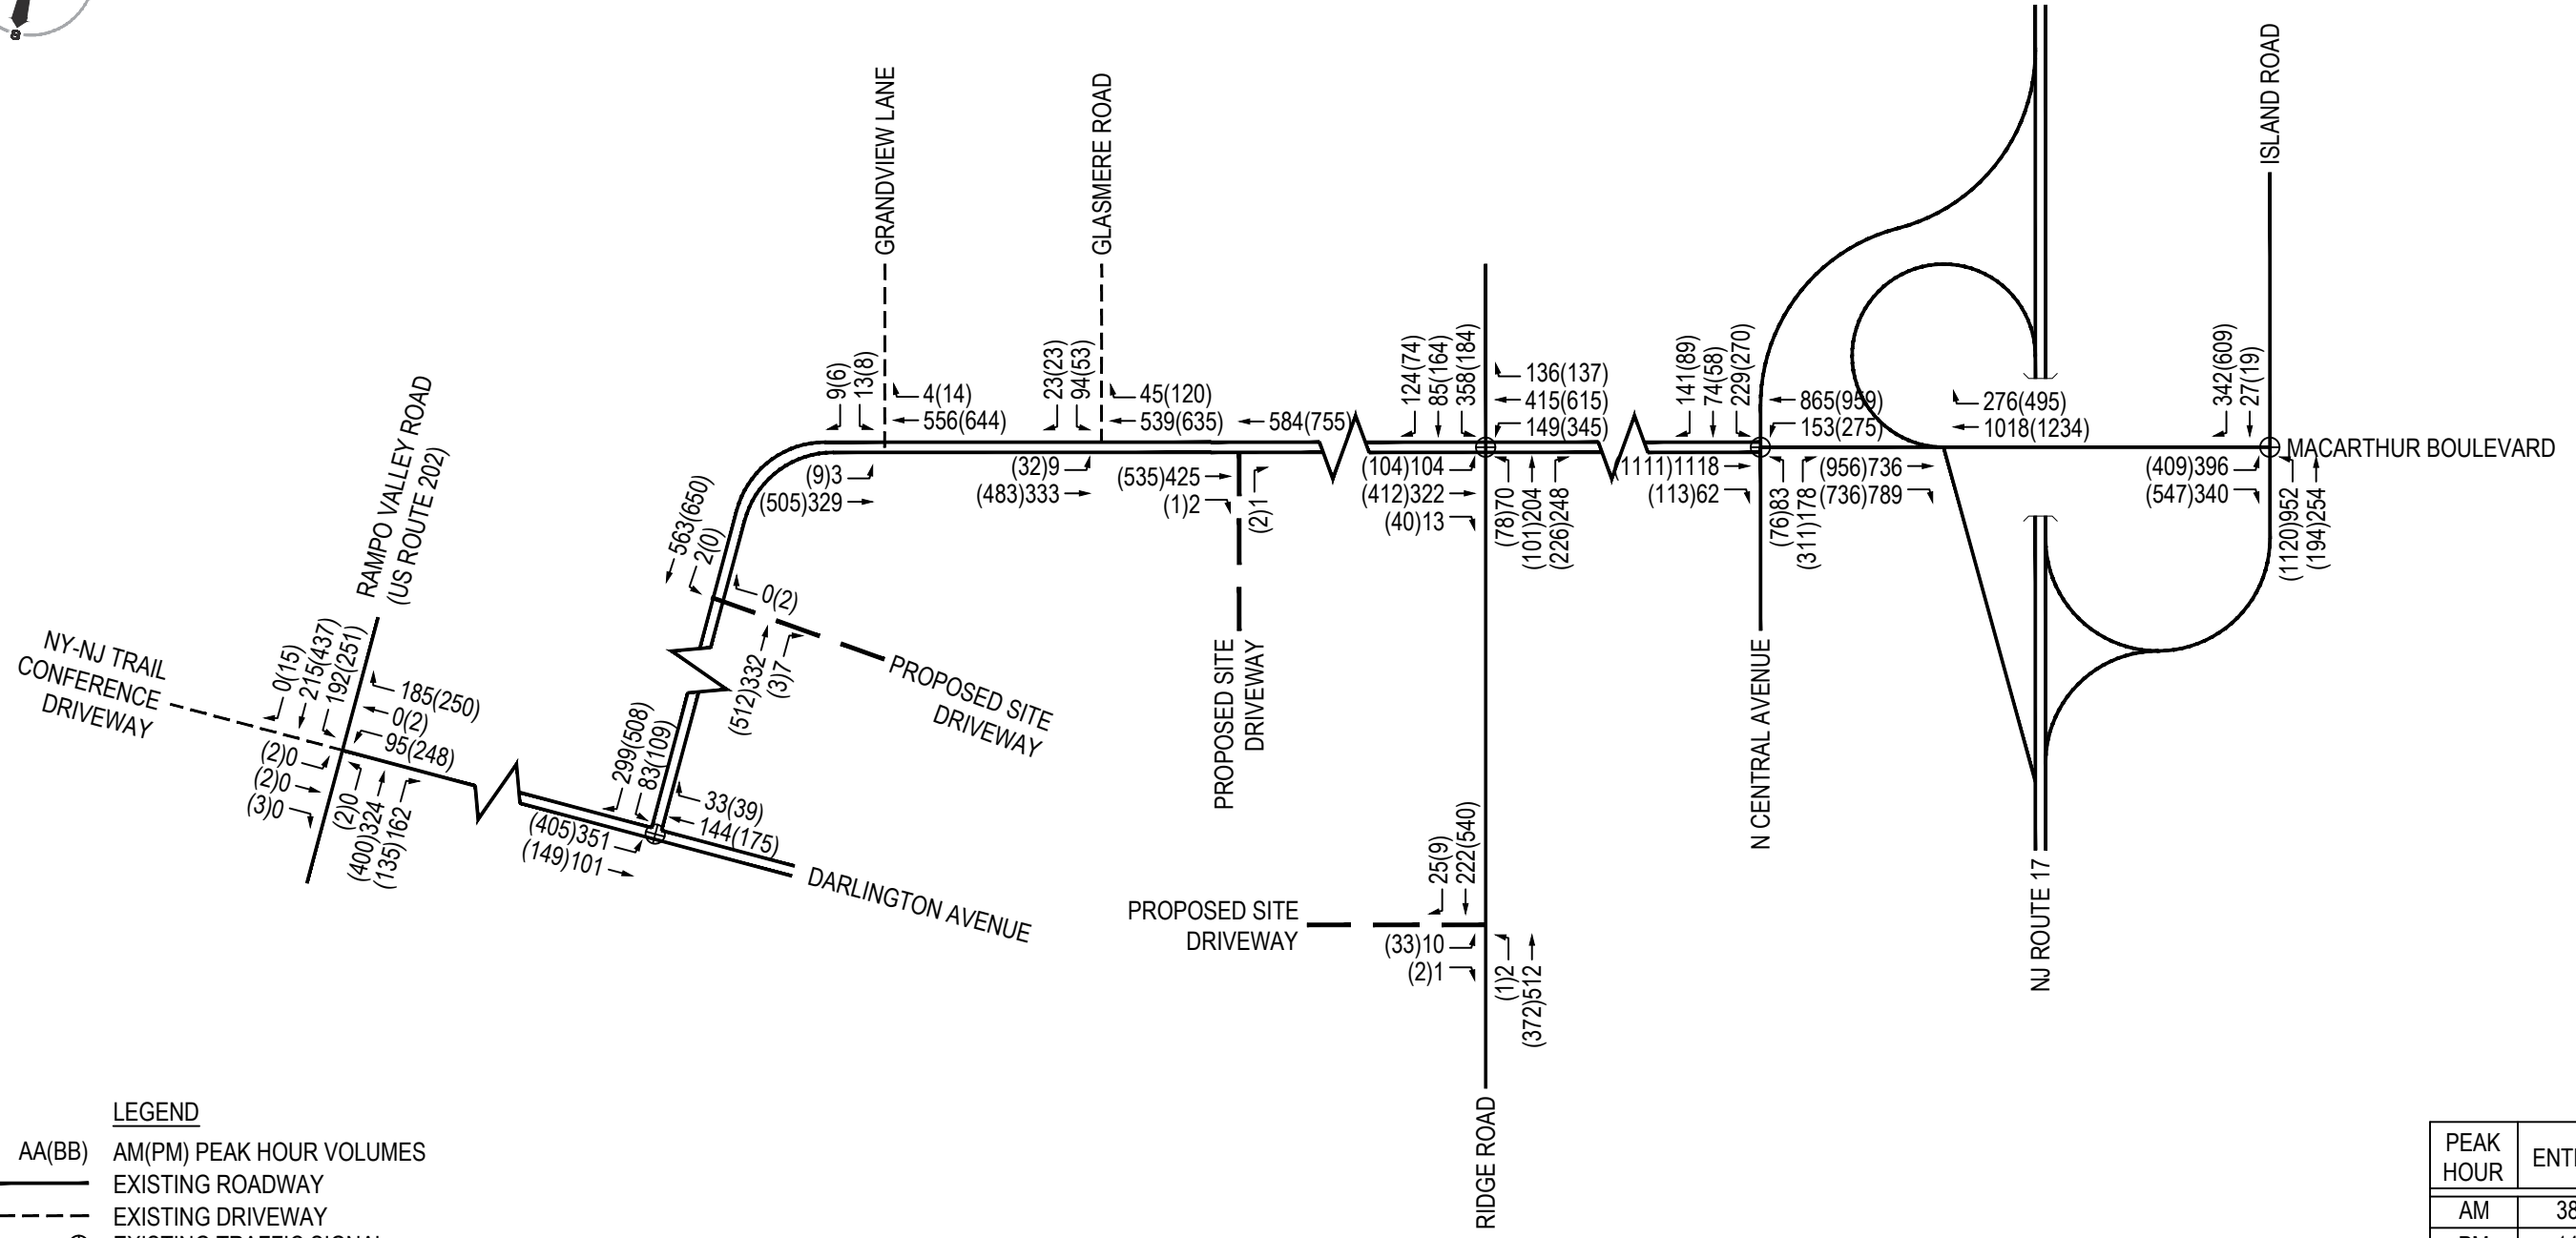 S
GRANDVIEW LANE
GLASMERE ROAD
ISLAND ROAD
9(6)
13(8)
4(14)
556(644)
(9)3
(505)329
23(23)
94(53)
45(120)
539(635)
(32)9
(483)333
584(755)
(535)425
(1)2
(2)1
PROPOSED SITE
DRIVEWAY
124(74)
85(164)
358(184)
136(137)
415(615)
149(345)
(104)104
(412)322
(40)13
(78)70
(101)204
(226)248
141(89)
74(58)
229(270)
865(959)
153(275)
(1111)1118
(113)62
(76)83
(311)178
N CENTRAL AVENUE
276(495)
1018(1234)
(956)736
(736)789
NJ ROUTE 17
342(609)
27(19)
MACARTHUR BOULEVARD
(409)396
(547)340
(1120)952
(194)254
563(650)
2(0)
0(2)
(512)332
(3)7
PROPOSED SITE
DRIVEWAY
RAMPO VALLEY ROAD
(US ROUTE 202)
NY-NJ TRAIL
CONFERENCE
DRIVEWAY
0(15)
215(437)
192(251)
185(250)
0(2)
95(248)
(2)0
(2)0
(3)0
(2)0
(400)324
(135)162
299(508)
83(109)
33(39)
144(175)
(405)351
(149)101
DARLINGTON AVENUE
25(9)
222(540)
PROPOSED SITE
DRIVEWAY
(33)10
(2)1
(1)2
(372)512
RIDGE ROAD
LEGEND
AA(BB) AM(PM) PEAK HOUR VOLUMES
EXISTING ROADWAY
EXISTING DRIVEWAY
EXISTING TRAFFIC SIGNAL
PEAK
HOUR
AM 38
PM